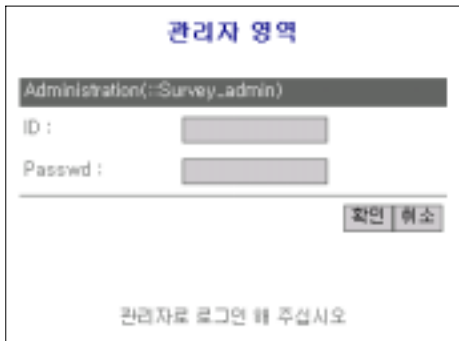 관리자 영역
Administration(::Survey_admin)
ID :
Passwd :
확인 취소
관리자로 로그인 해 주십시오